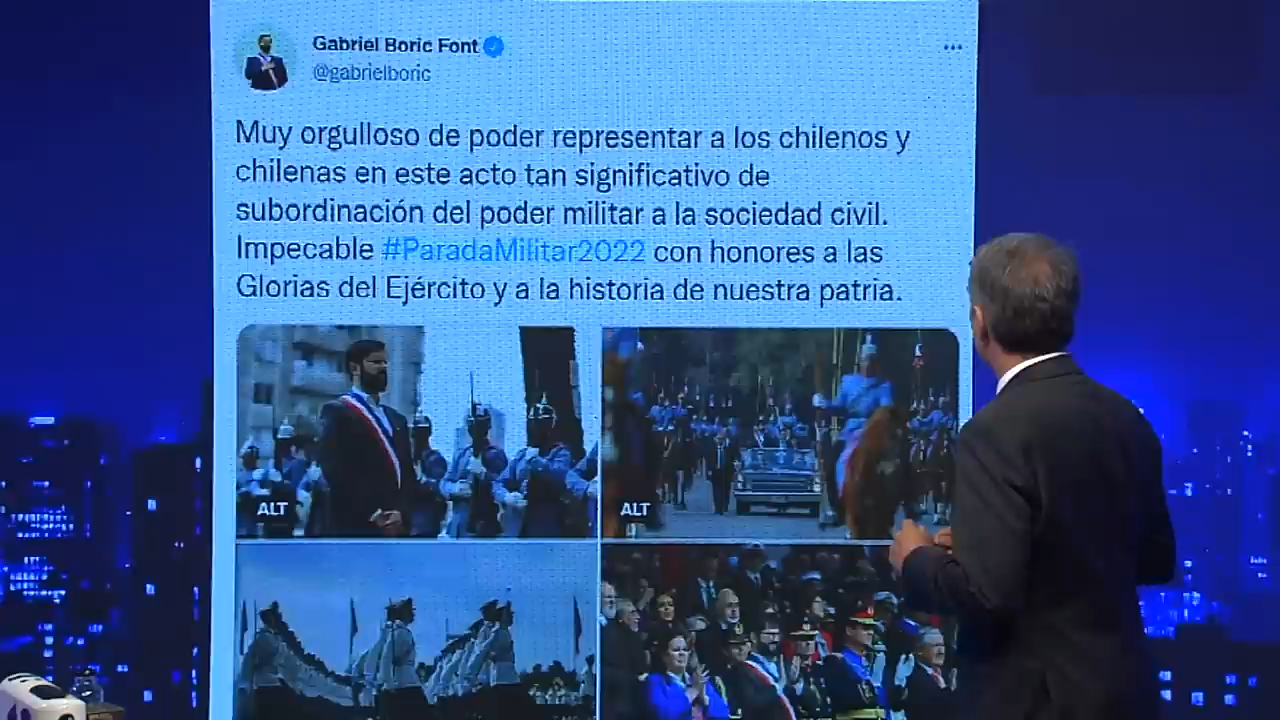 Gabriel Boric Font
@gabrielboric
Muy orgulloso de poder representar a los chilenos y
chilenas en este acto tan significativo de
subordinación del poder militar a la sociedad civil.
Impecable #ParadaMilitar2022 con honores a las
Glorias del Ejército y a la historia de nuestra patria.
ALT
ALT